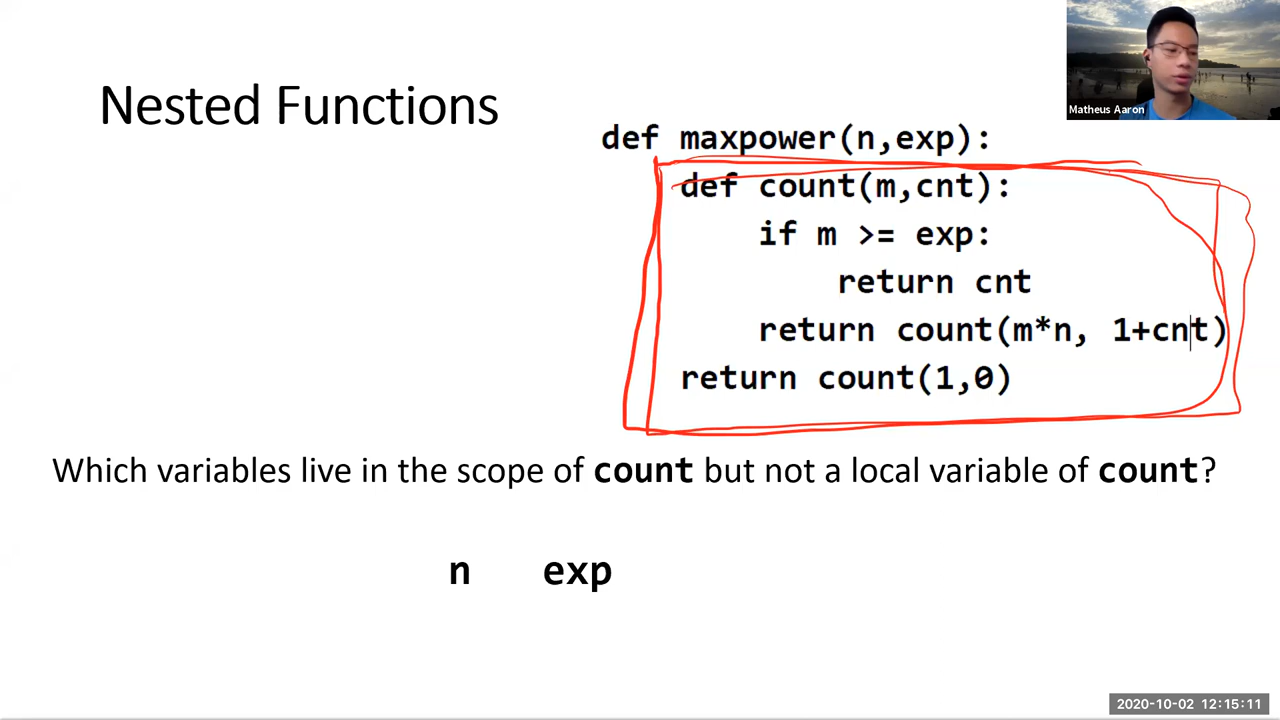 Nested Functions
Matheus Aaron
def maxpower(n,exp):
def count(m,cnt):
if m >= exp:
return cnt
return count(m*n, 1+cnt)
return count(1,0)
Which variables live in the scope of count but not a local variable of count?
n exp
2020-10-02 12:15:11